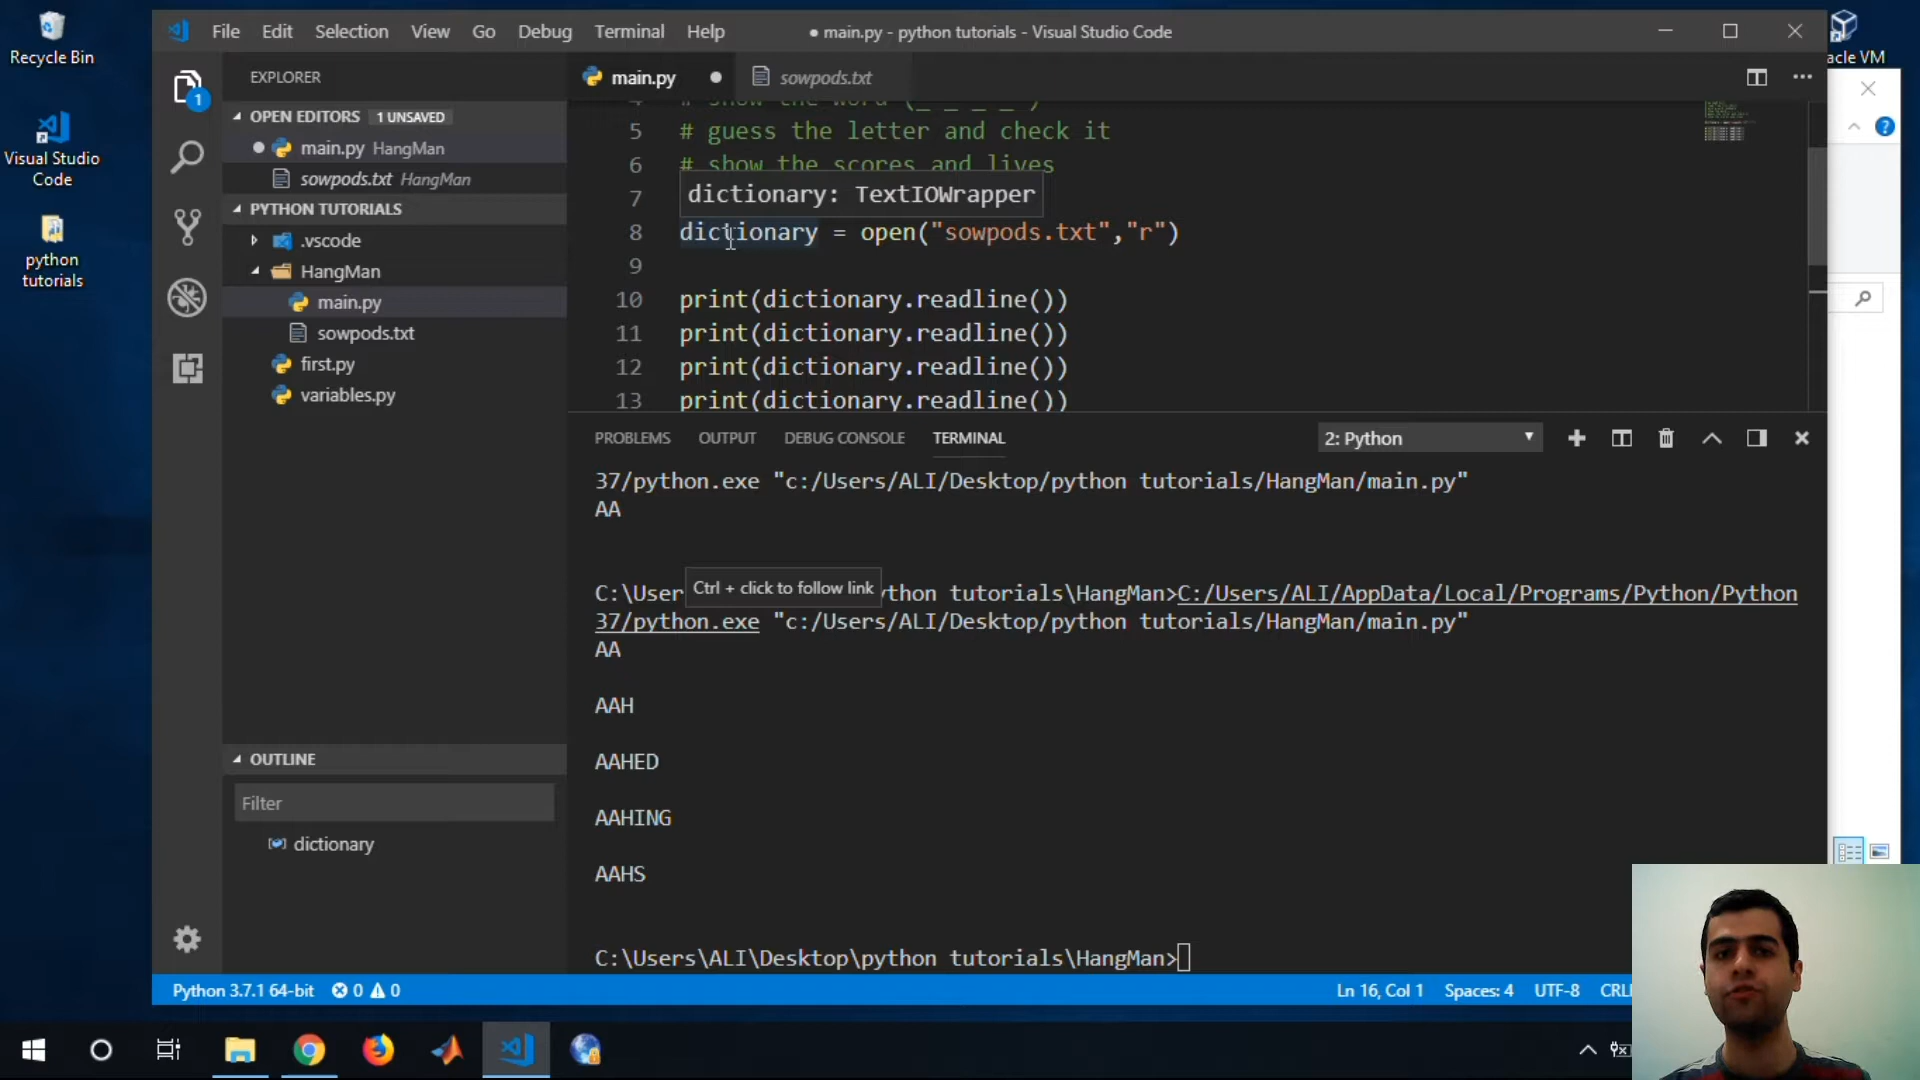 Recycle Bin
Visual Studio
Code
python
tutorials
File Edit Selection View Go Debug Terminal Help
● main.py - python tutorials - Visual Studio Code
acle VM
EXPLORER
1
OPEN EDITORS 1 UNSAVED
main.py HangMan
sowpods.txt HangMan
PYTHON TUTORIALS
.vscode
HangMan
main.py
sowpods.txt
first.py
variables.py
OUTLINE
Filter
dictionary
main.py
sowpods.txt
4 # show the word (_ _ _ _ )
5 # guess the letter and check it
6 # show the scores and lives
7
dictionary: TextIOWrapper
8 dictionary = open("sowpods.txt","r")
9
10 print(dictionary.readline())
11 print(dictionary.readline())
12 print(dictionary.readline())
13 print(dictionary.readline())
PROBLEMS OUTPUT DEBUG CONSOLE TERMINAL 2: Python
37/python.exe "c:/Users/ALI/Desktop/python tutorials/HangMan/main.py"
AA
Ctrl + click to follow link
C:\User thon tutorials\HangMan>C:/Users/ALI/AppData/Local/Programs/Python/Python
37/python.exe "c:/Users/ALI/Desktop/python tutorials/HangMan/main.py"
AA
AAH
AAHED
AAHING
AAHS
C:\Users\ALI\Desktop\python tutorials\HangMan>
Python 3.7.1 64-bit 0 0
Ln 16, Col 1 Spaces: 4 UTF-8 CRL